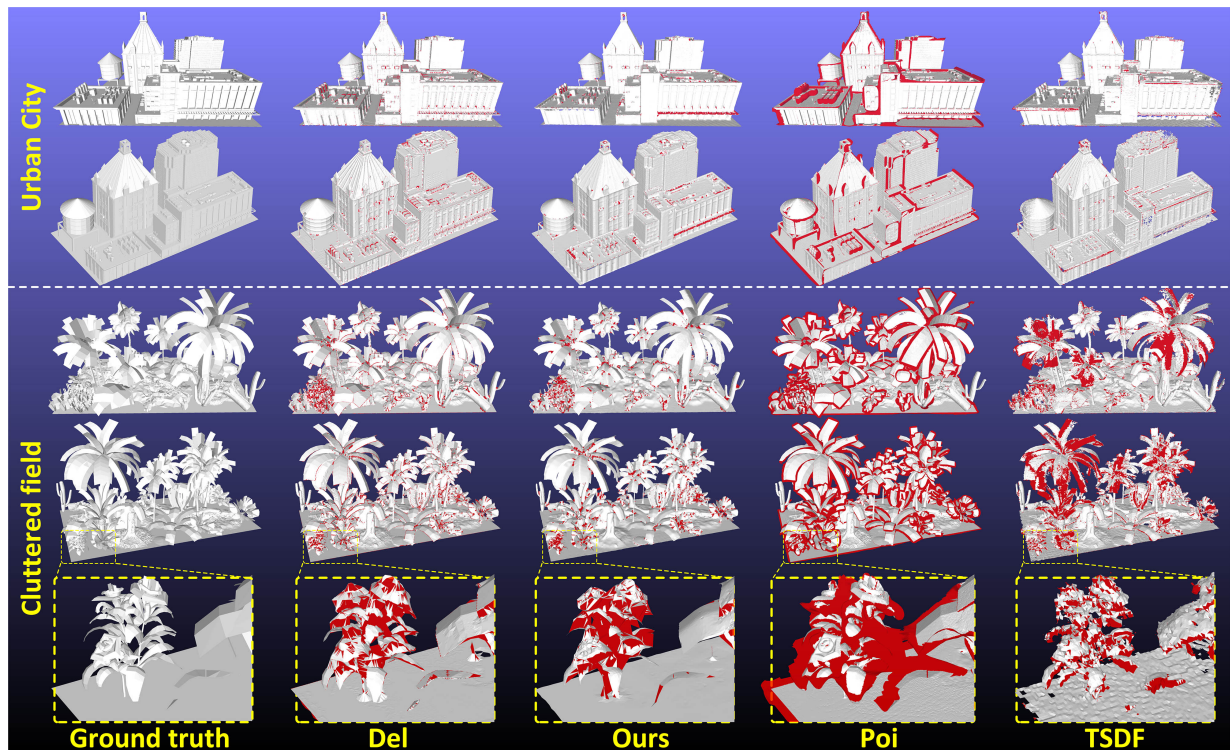 Urban City
Cluttered field
Ground truth
Del
Ours
Poi
TSDF